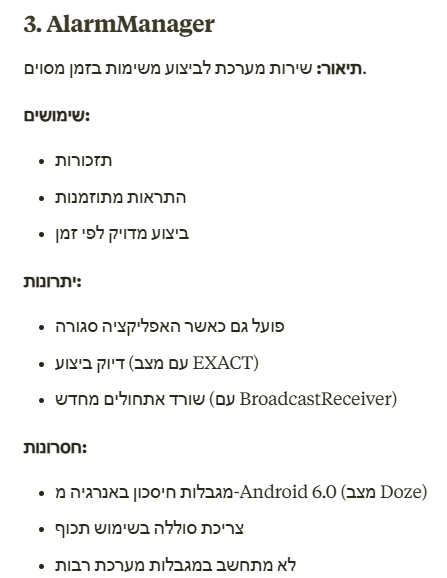 3. AlarmManager
תיאור: שירות מערכת לביצוע משימות בזמן מסוים.
שימושים:
• תזכורות
• התראות מתוזמנות
• ביצוע מדויק לפי זמן
יתרונות:
• פועל גם כאשר האפליקציה סגורה
• דיוק ביצוע (עם מצב EXACT)
• שורד אתחולים מחדש (עם BroadcastReceiver)
חסרונות:
• מגבלות חיסכון באנרגיה מ-Android 6.0 (מצב Doze)
• צריכת סוללה בשימוש תכוף
• לא מתחשב במגבלות מערכת רבות